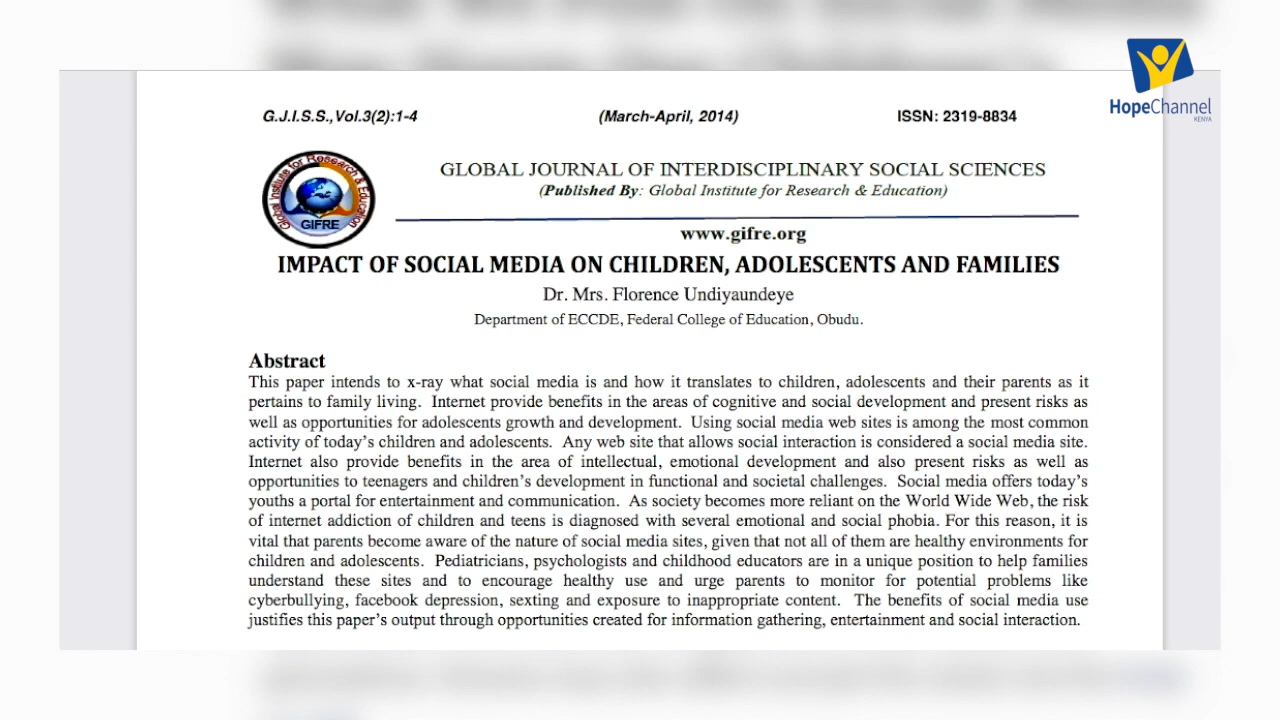 HopeChannel
KENYA
G.J.I.S.S.,Vol.3(2):1-4 (March-April, 2014) ISSN: 2319-8834
Global Institute for Research & Education
GIFRE
GLOBAL JOURNAL OF INTERDISCIPLINARY SOCIAL SCIENCES
(Published By: Global Institute for Research & Education)
www.gifre.org
IMPACT OF SOCIAL MEDIA ON CHILDREN, ADOLESCENTS AND FAMILIES
Dr. Mrs. Florence Undiyaundeye
Department of ECCDE, Federal College of Education, Obudu.
Abstract
This paper intends to x-ray what social media is and how it translates to children, adolescents and their parents as it
pertains to family living. Internet provide benefits in the areas of cognitive and social development and present risks as
well as opportunities for adolescents growth and development. Using social media web sites is among the most common
activity of today's children and adolescents. Any web site that allows social interaction is considered a social media site.
Internet also provide benefits in the area of intellectual, emotional development and also present risks as well as
opportunities to teenagers and children's development in functional and societal challenges. Social media offers today's
youths a portal for entertainment and communication. As society becomes more reliant on the World Wide Web, the risk
of internet addiction of children and teens is diagnosed with several emotional and social phobia. For this reason, it is
vital that parents become aware of the nature of social media sites, given that not all of them are healthy environments for
children and adolescents. Pediatricians, psychologists and childhood educators are in a unique position to help families
understand these sites and to encourage healthy use and urge parents to monitor for potential problems like
cyberbullying, facebook depression, sexting and exposure to inappropriate content. The benefits of social media use
justifies this paper's output through opportunities created for information gathering, entertainment and social interaction.